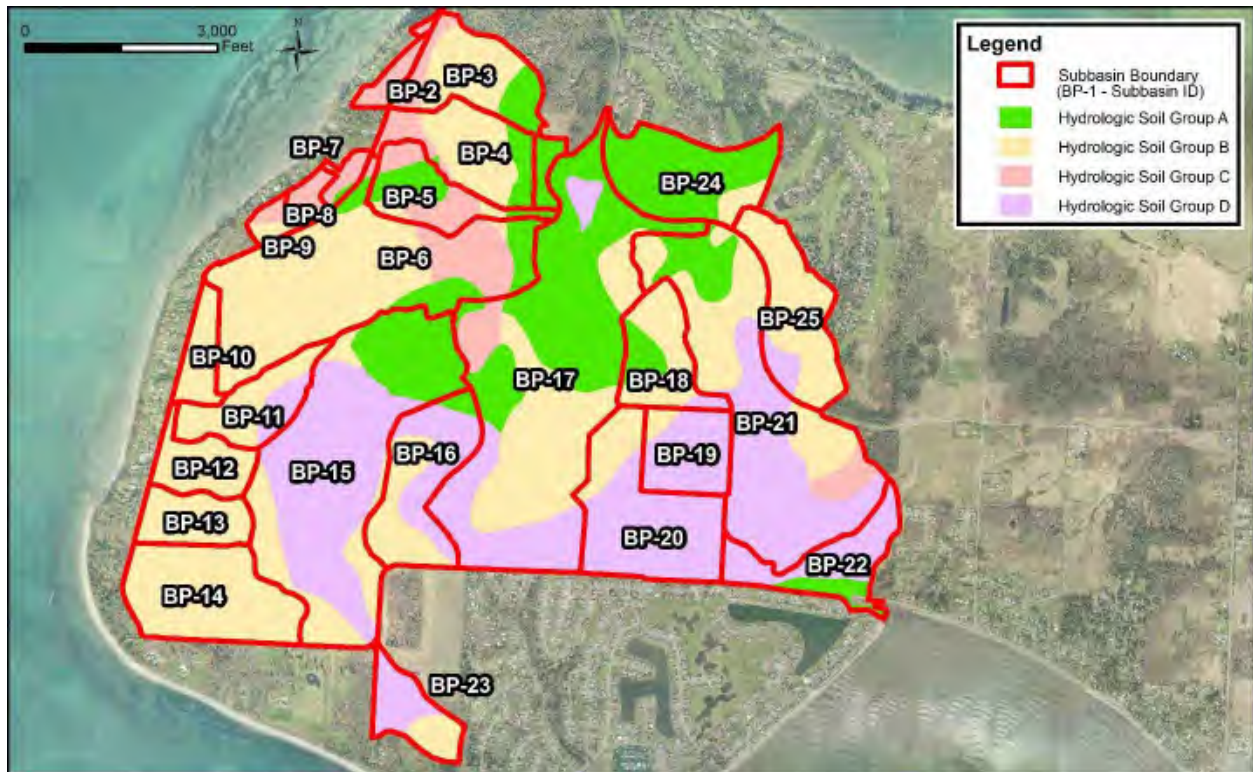 0 3,000
Feet
Legend
Subbasin Boundary
(BP-1 - Subbasin ID)
Hydrologic Soil Group A
Hydrologic Soil Group B
Hydrologic Soil Group C
Hydrologic Soil Group D
BP-3
BP-2
BP-7
BP-4
BP-24
BP-5
BP-8
BP-9
BP-6
BP-25
BP-10
BP-17
BP-18
BP-11
BP-21
BP-16
BP-19
BP-12
BP-15
BP-13
BP-20
BP-22
BP-14
BP-23